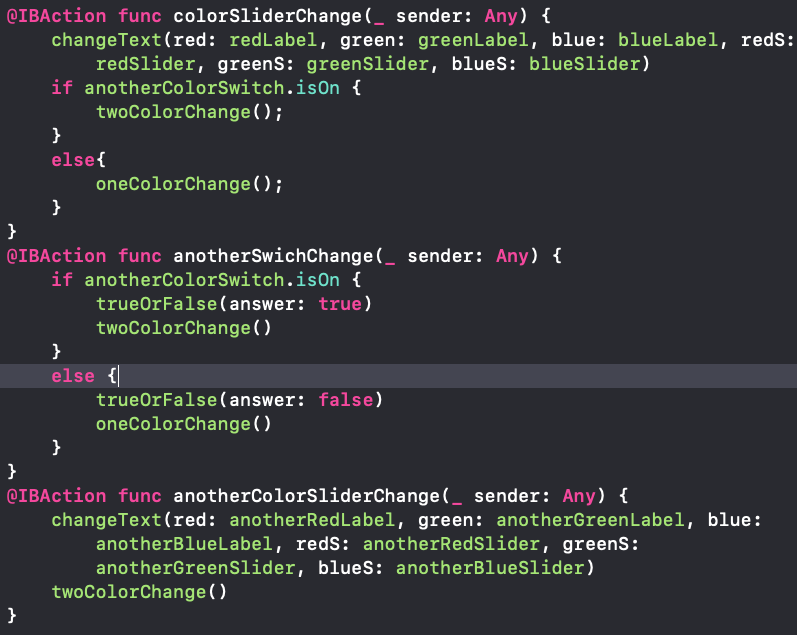 @IBAction func colorSliderChange(_ sender: Any) {
changeText(red: redLabel, green: greenLabel, blue: blueLabel, redS:
redSlider, greenS: greenSlider, blueS: blueSlider)
if anotherColorSwitch.isOn {
twoColorChange();
}
else{
oneColorChange();
}
}
@IBAction func anotherSwichChange(_ sender: Any) {
if anotherColorSwitch.isOn {
trueOrFalse(answer: true)
twoColorChange()
}
else {
trueOrFalse(answer: false)
oneColorChange()
}
}
@IBAction func anotherColorSliderChange(_ sender: Any) {
changeText(red: anotherRedLabel, green: anotherGreenLabel, blue:
anotherBlueLabel, redS: anotherRedSlider, greenS:
anotherGreenSlider, blueS: anotherBlueSlider)
twoColorChange()
}